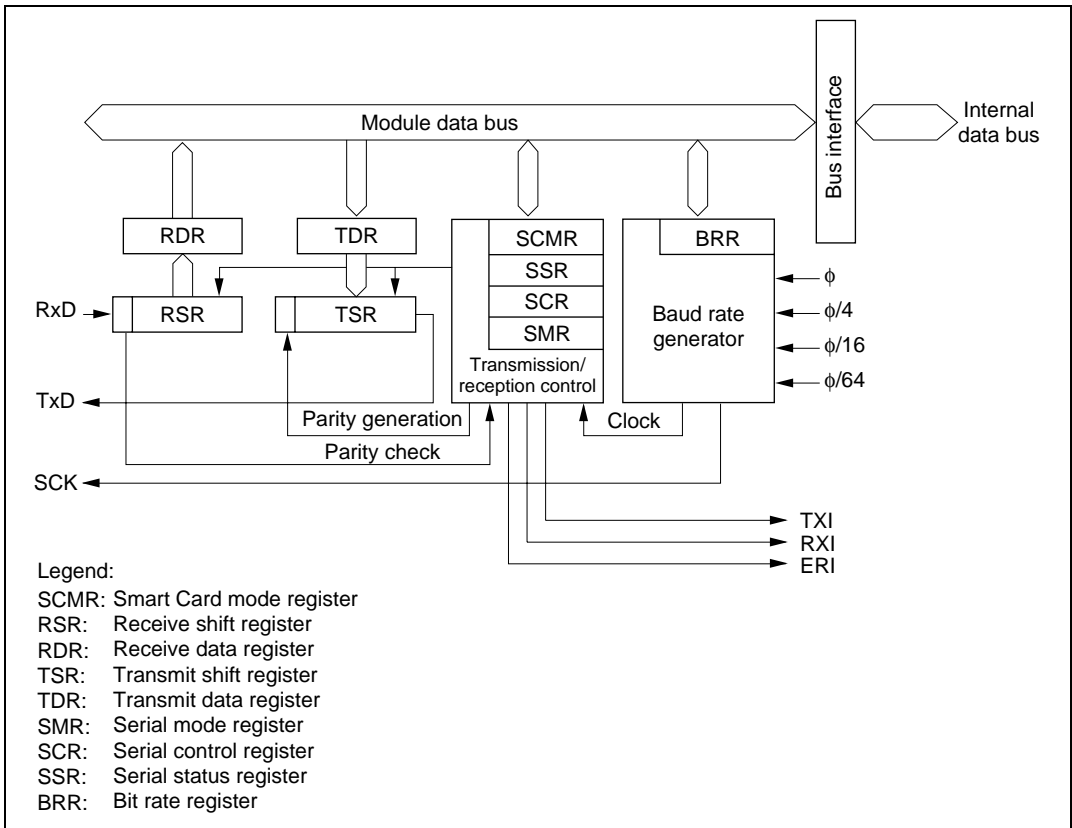 Module data bus
Bus interface
Internal
data bus
RDR
TDR
SCMR
SSR
SCR
SMR
Transmission/
reception control
BRR
Baud rate
generator
φ
φ/4
φ/16
φ/64
RxD
RSR
TSR
TxD
Parity generation
Clock
Parity check
SCK
TXI
RXI
ERI
Legend:
SCMR: Smart Card mode register
RSR: Receive shift register
RDR: Receive data register
TSR: Transmit shift register
TDR: Transmit data register
SMR: Serial mode register
SCR: Serial control register
SSR: Serial status register
BRR: Bit rate register